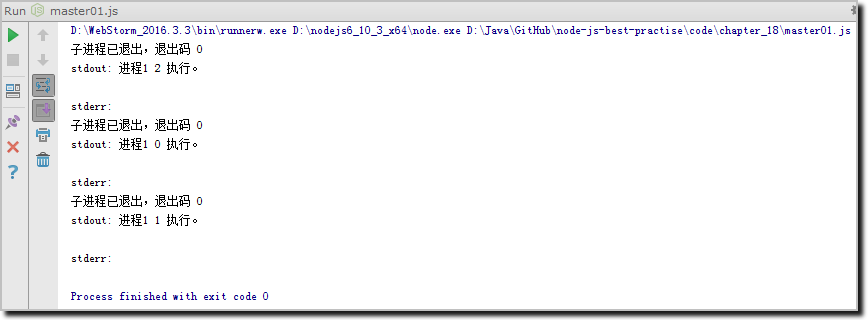 Run master01.js
D:\WebStorm_2016.3.3\bin\runnerw.exe D:\nodejs6_10_3_x64\node.exe D:\Java\GitHub\node-js-best-practise\code\chapter_18\master01.js
子进程已退出，退出码 0
stdout: 进程1 2 执行。
stderr:
子进程已退出，退出码 0
stdout: 进程1 0 执行。
stderr:
子进程已退出，退出码 0
stdout: 进程1 1 执行。
stderr:
Process finished with exit code 0